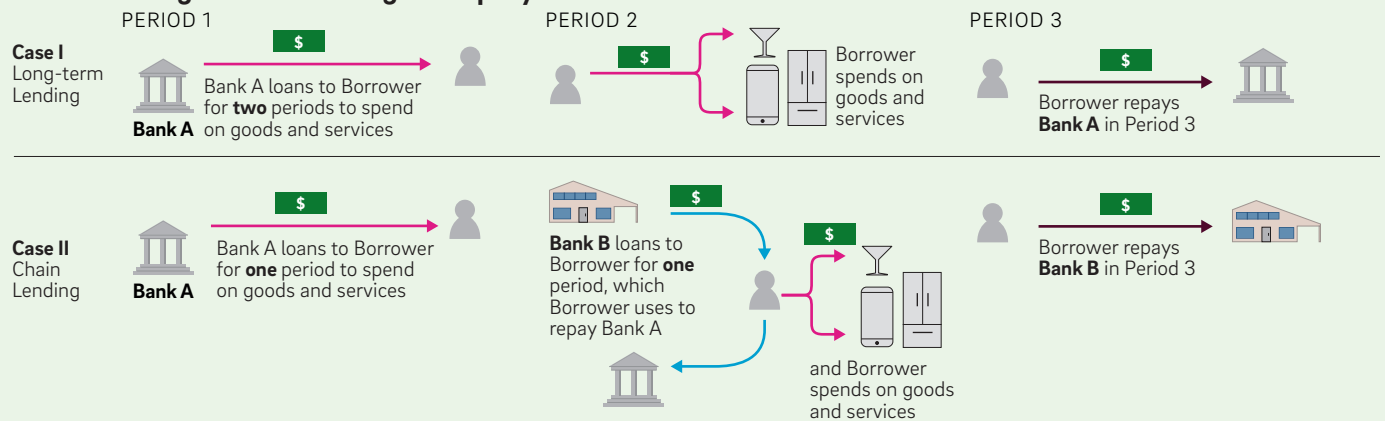 PERIOD 1
PERIOD 2
PERIOD 3
Case I
Long-term
Lending
$
Bank A
Bank A loans to Borrower
for two periods to spend
on goods and services
$
Borrower
spends on
goods and
services
$
Borrower repays
Bank A in Period 3
Case II
Chain
Lending
$
Bank A
Bank A loans to Borrower
for one period to spend
on goods and services
$
Bank B loans to
Borrower for one
period, which
Borrower uses to
repay Bank A
$
and Borrower
spends on goods
and services
$
Borrower repays
Bank B in Period 3